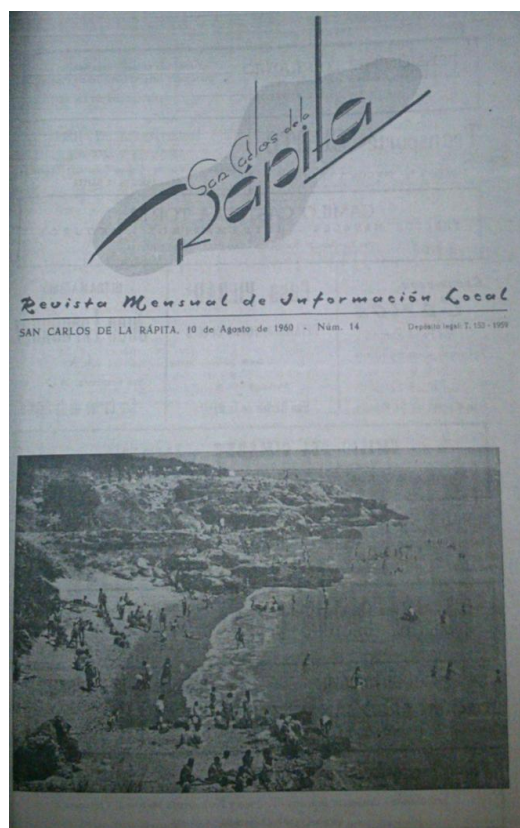 San Carlos de la
Rápita
Revista Mensual de Información Local
SAN CARLOS DE LA RÁPITA, 10 de Agosto de 1960 - Núm. 14
Depósito legal: T. 153 - 1959